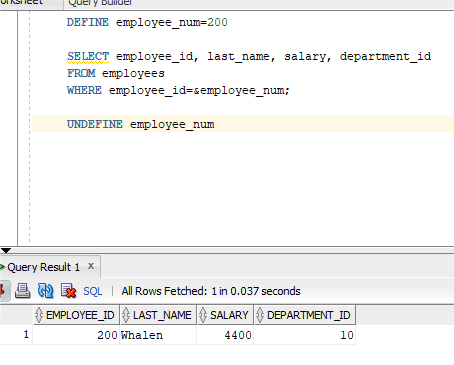 Query Builder
DEFINE employee_num=200
SELECT employee_id, last_name, salary, department_id
FROM employees
WHERE employee_id=&employee_num;
UNDEFINE employee_num
Query Result 1 x
SQL | All Rows Fetched: 1 in 0.037 seconds
EMPLOYEE_ID LAST_NAME SALARY DEPARTMENT_ID
1 200 Whalen 4400 10